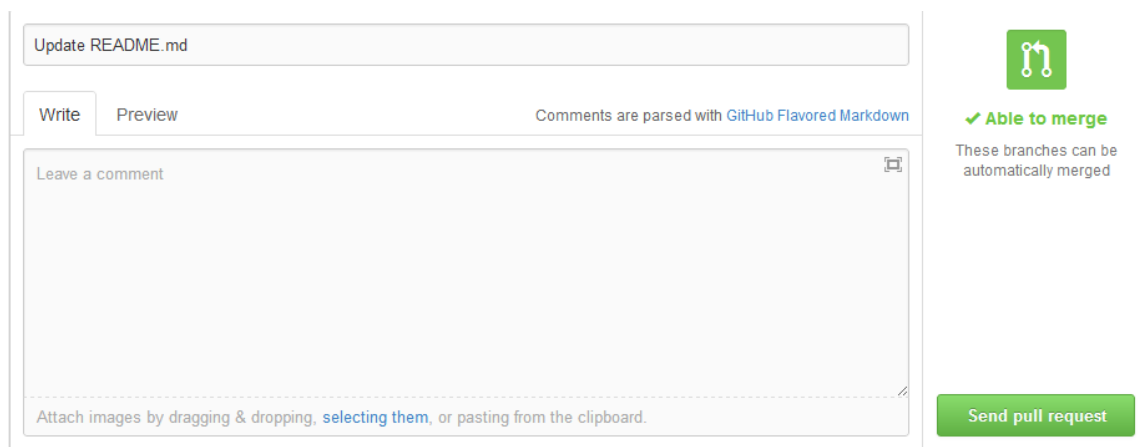 Update README.md
Write Preview Comments are parsed with GitHub Flavored Markdown
Leave a comment
Attach images by dragging & dropping, selecting them, or pasting from the clipboard.
Able to merge
These branches can be
automatically merged
Send pull request